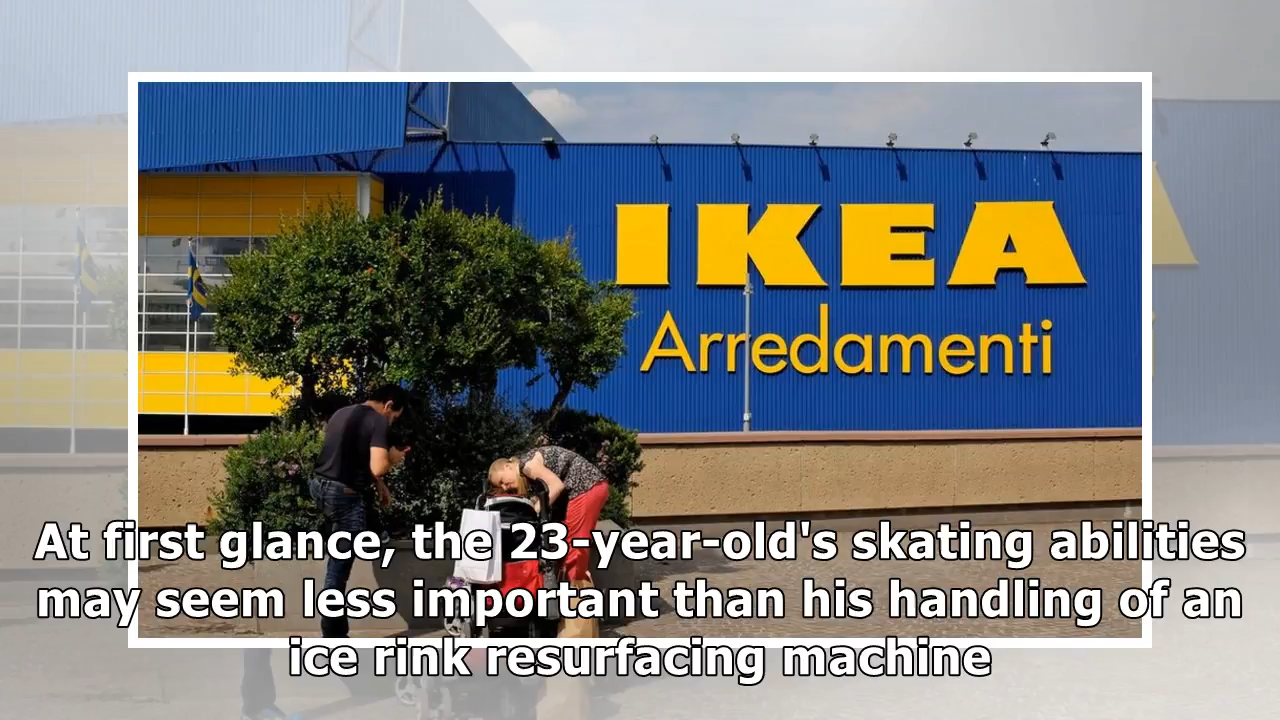 IKEA
Arredamenti
At first glance, the 23-year-old's skating abilities
may seem less important than his handling of an
ice rink resurfacing machine